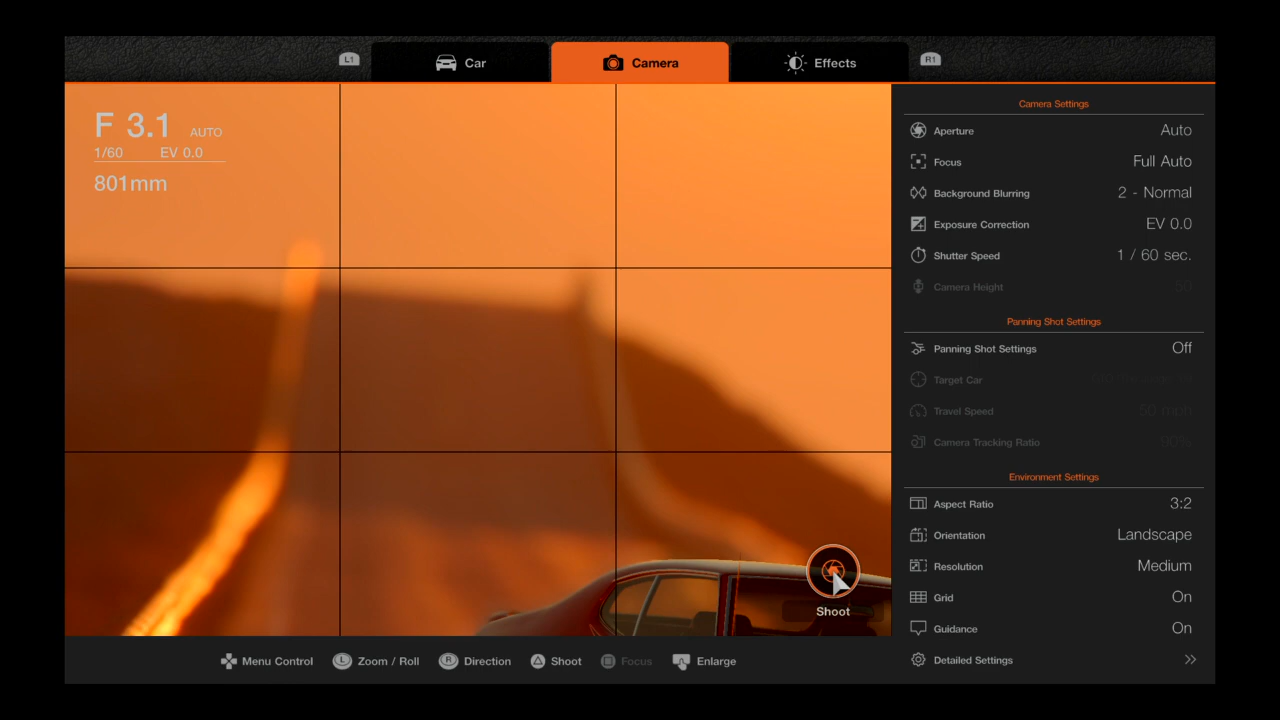 L1
Car
Camera
Effects
R1
F 3.1 AUTO
1/60 EV 0.0
801mm
Camera Settings
Aperture Auto
Focus Full Auto
Background Blurring 2 - Normal
Exposure Correction EV 0.0
Shutter Speed 1 / 60 sec.
Camera Height 50
Panning Shot Settings
Panning Shot Settings Off
Target Car
Travel Speed 50 mph
Camera Tracking Ratio 90%
Environment Settings
Aspect Ratio 3:2
Orientation Landscape
Resolution Medium
Grid On
Guidance On
Detailed Settings >>
Shoot
Menu Control L Zoom / Roll R Direction Shoot Focus Enlarge